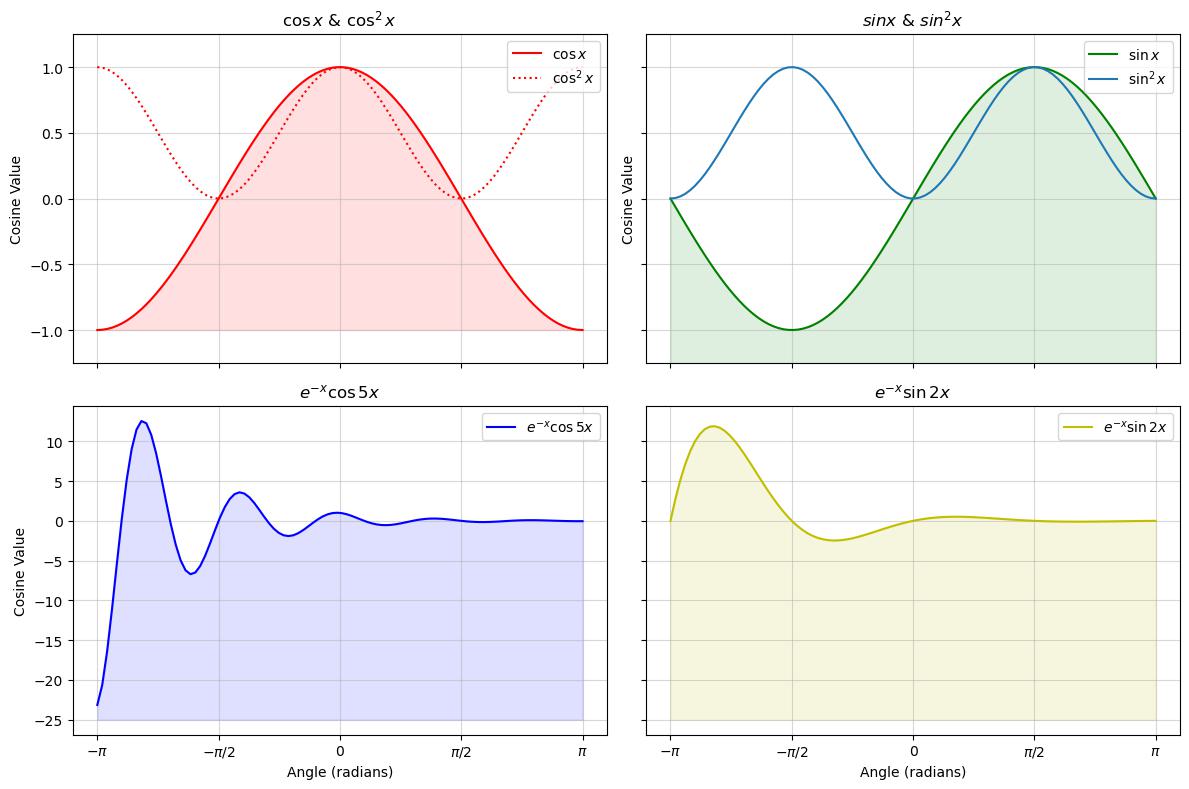 cos x & cos² x
sinx & sin²x
cos x
cos² x
sin x
sin² x
1.0
0.5
0.0
−0.5
−1.0
Cosine Value
Cosine Value
e⁻ˣ cos 5x
e⁻ˣ sin 2x
e⁻ˣ cos 5x
e⁻ˣ sin 2x
10
5
0
−5
−10
−15
−20
−25
Cosine Value
−π
−π/2
0
π/2
π
−π
−π/2
0
π/2
π
Angle (radians)
Angle (radians)